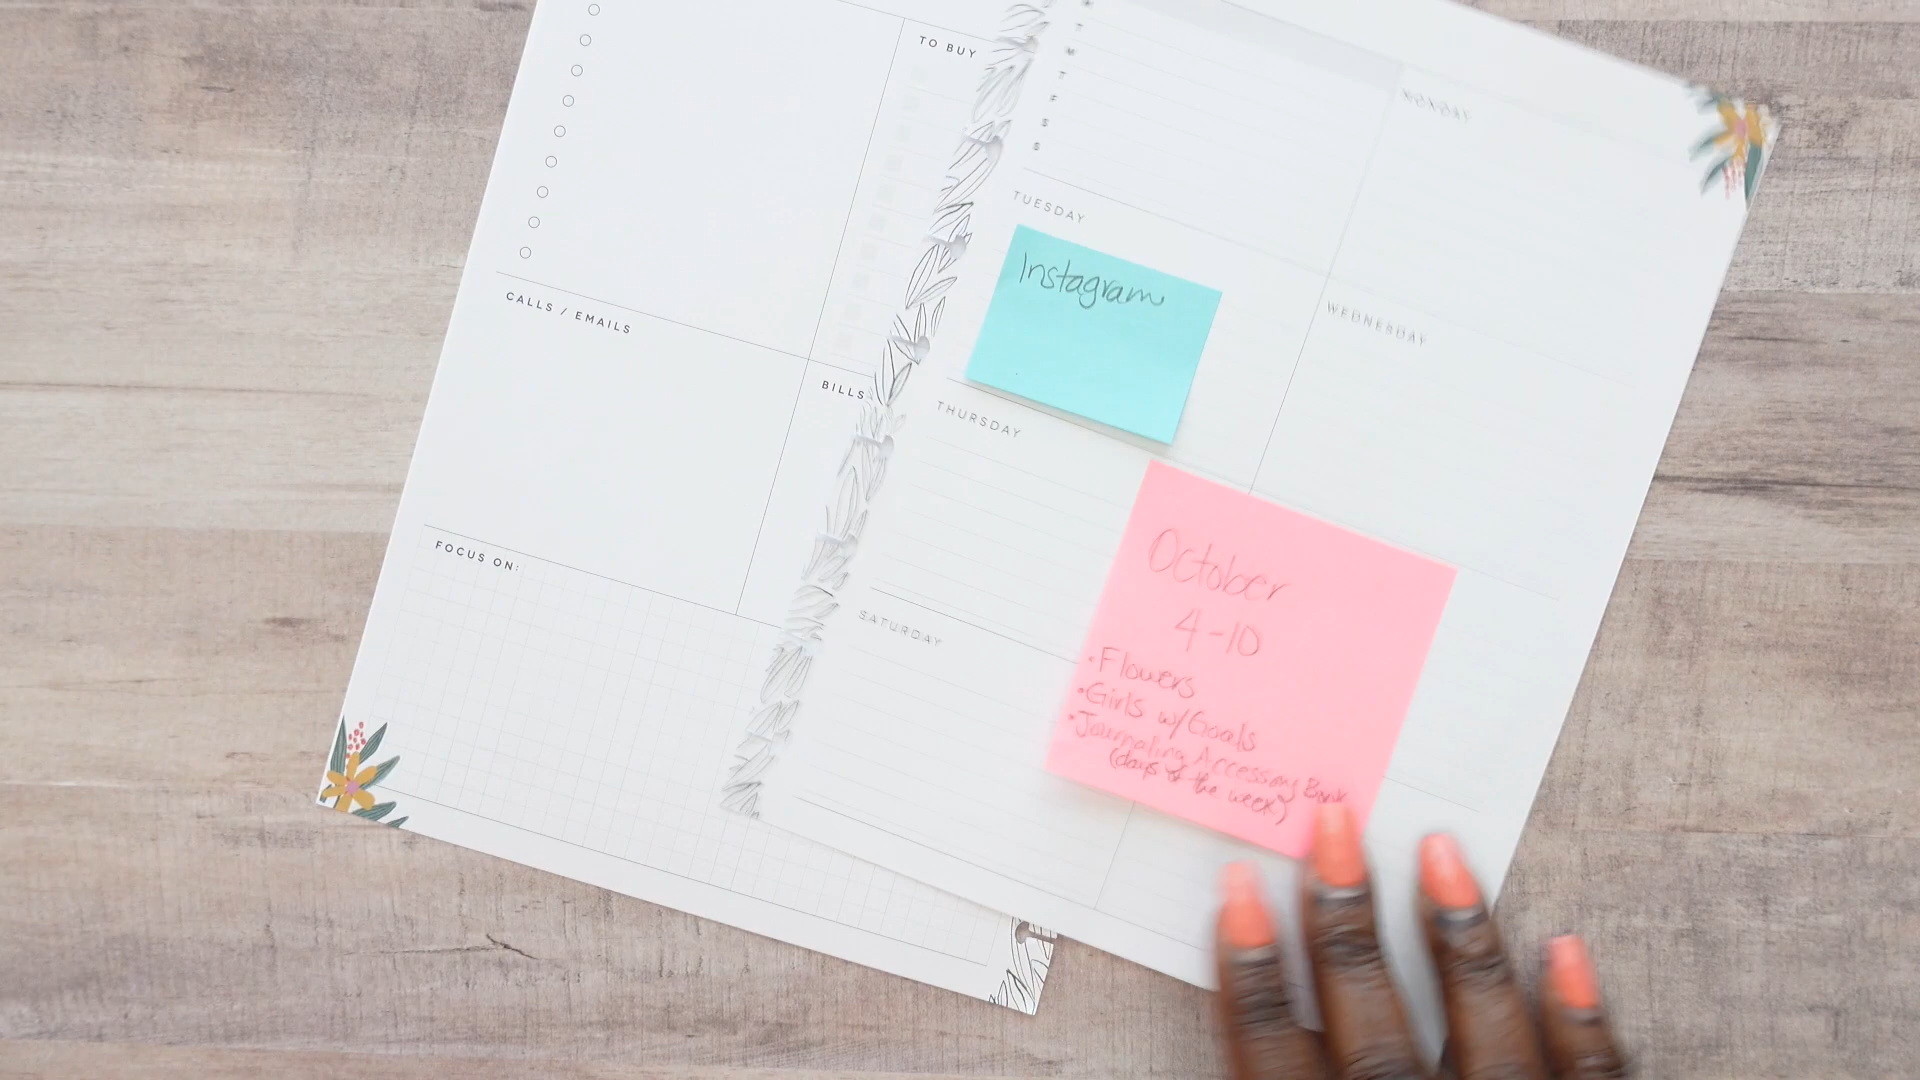 TO BUY
CALLS / EMAILS
BILLS
FOCUS ON:
T
F
S
S
MONDAY
TUESDAY
Instagram
WEDNESDAY
THURSDAY
SATURDAY
October
4-10
• Flowers
• Girls w/Goals
• Journaling Accessory Book
(days of the week)